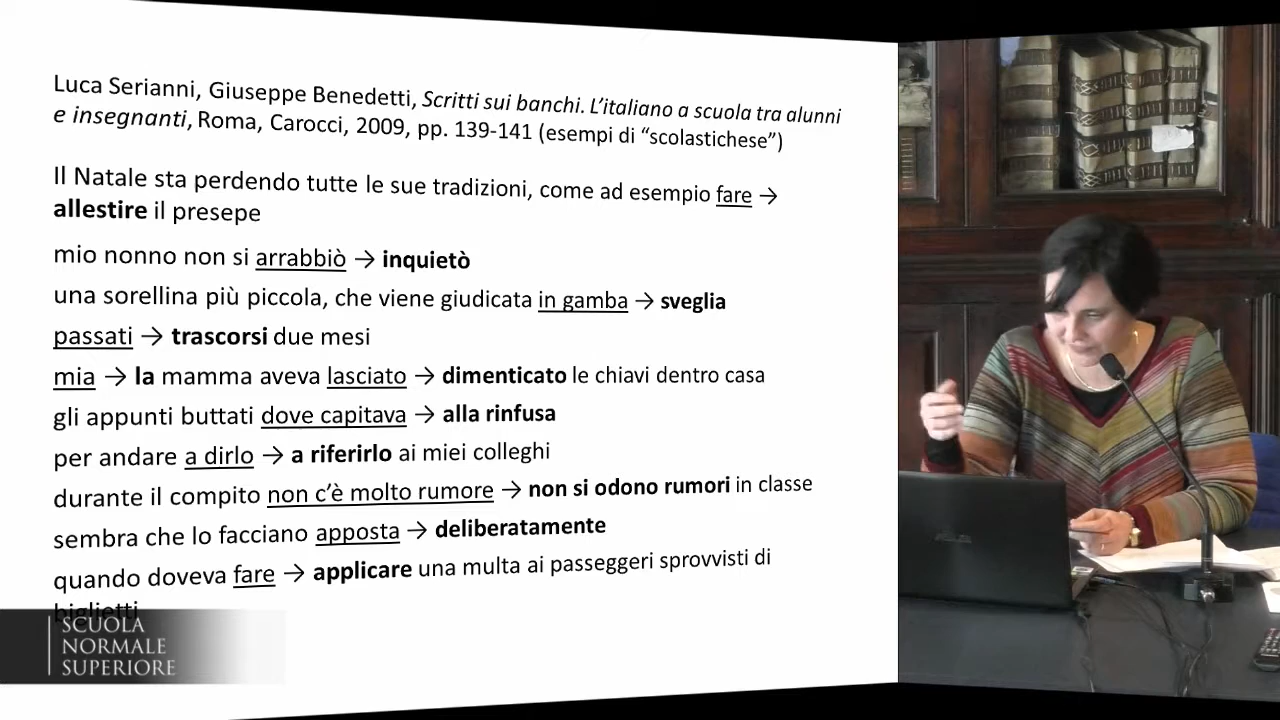 Luca Serianni, Giuseppe Benedetti, Scritti sui banchi. L’italiano a scuola tra alunni
e insegnanti, Roma, Carocci, 2009, pp. 139-141 (esempi di “scolastichese”)
Il Natale sta perdendo tutte le sue tradizioni, come ad esempio fare →
allestire il presepe
mio nonno non si arrabbiò → inquietò
una sorellina più piccola, che viene giudicata in gamba → sveglia
passati → trascorsi due mesi
mia → la mamma aveva lasciato → dimenticato le chiavi dentro casa
gli appunti buttati dove capitava → alla rinfusa
per andare a dirlo → a riferirlo ai miei colleghi
durante il compito non c’è molto rumore → non si odono rumori in classe
sembra che lo facciano apposta → deliberatamente
quando doveva fare → applicare una multa ai passeggeri sprovvisti di
biglietti
SCUOLA
NORMALE
SUPERIORE